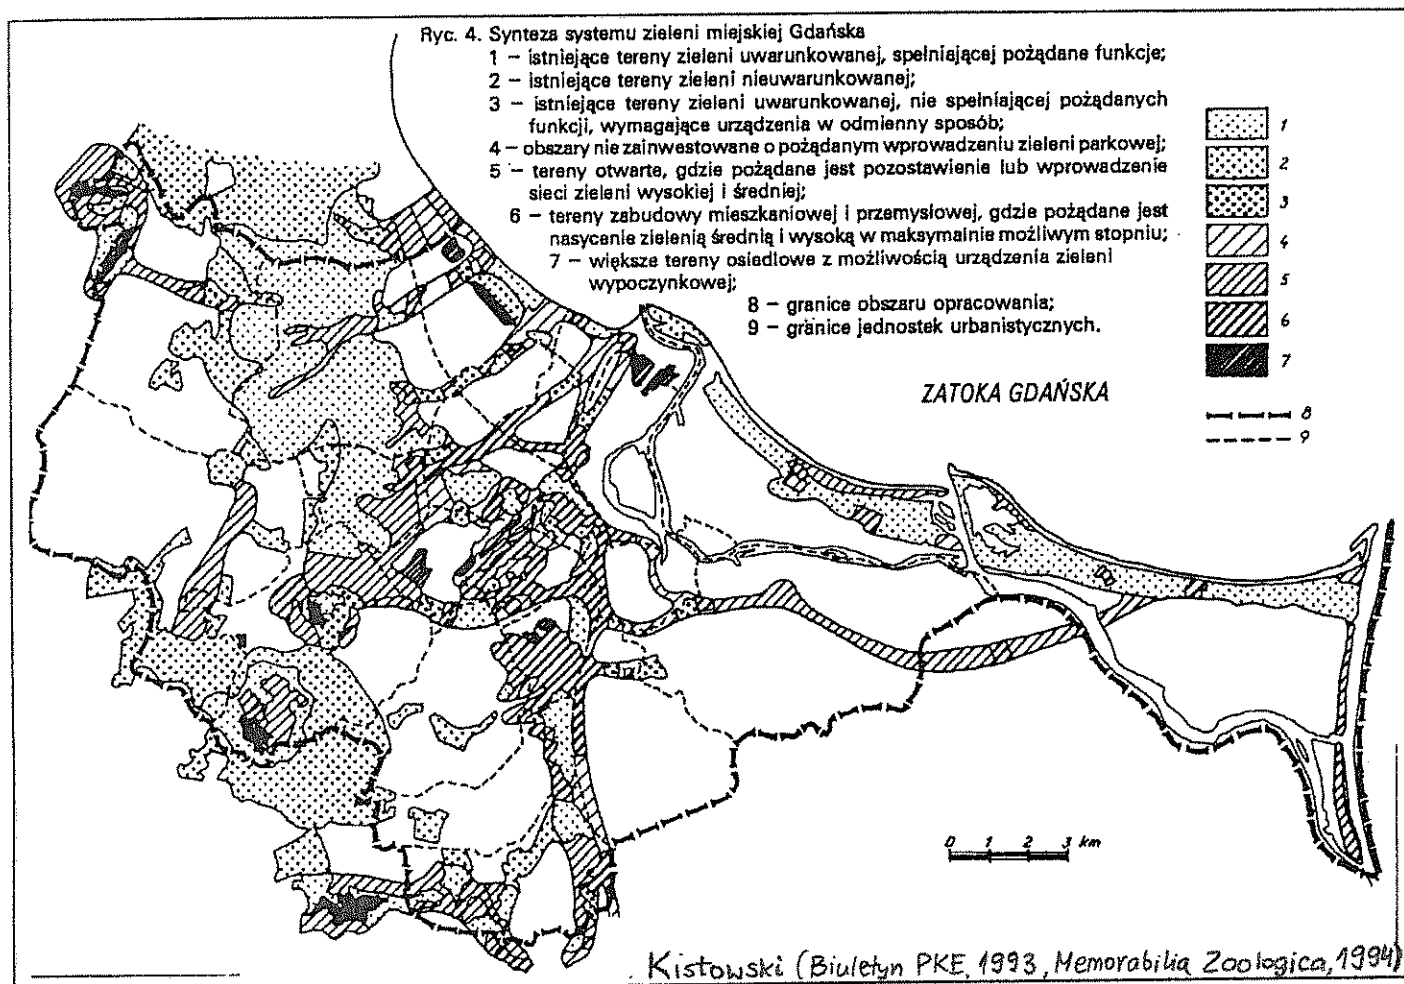 Ryc. 4. Synteza systemu zieleni miejskiej Gdańska
1 – istniejące tereny zieleni uwarunkowanej, spełniającej pożądane funkcje;
2 – istniejące tereny zieleni nieuwarunkowanej;
3 – istniejące tereny zieleni uwarunkowanej, nie spełniającej pożądanych
funkcji, wymagające urządzenia w odmienny sposób;
4 – obszary nie zainwestowane o pożądanym wprowadzeniu zieleni parkowej;
5 – tereny otwarte, gdzie pożądane jest pozostawienie lub wprowadzenie
sieci zieleni wysokiej i średniej;
6 – tereny zabudowy mieszkaniowej i przemysłowej, gdzie pożądane jest
nasycenie zielenią średnią i wysoką w maksymalnie możliwym stopniu;
7 – większe tereny osiedlowe z możliwością urządzenia zieleni
wypoczynkowej;
8 – granice obszaru opracowania;
9 – granice jednostek urbanistycznych.
1
2
3
4
5
6
7
8
9
ZATOKA GDAŃSKA
0 1 2 3 km
Kistowski (Biuletyn PKE, 1993, Memorabilia Zoologica, 1994)